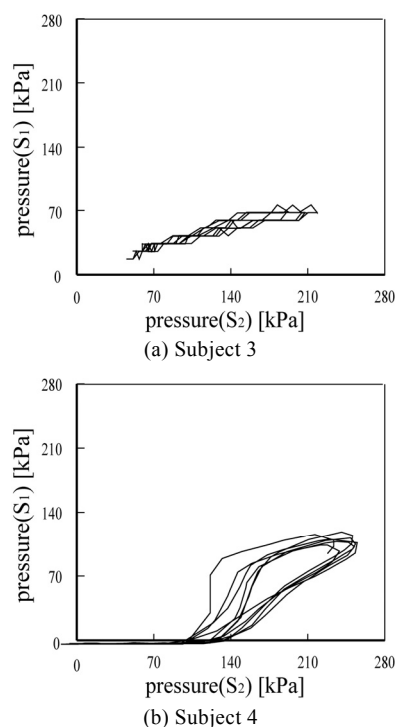 280
210
140
70
0
pressure(S1) [kPa]
0 70 140 210 280
pressure(S2) [kPa]
(a) Subject 3
280
210
140
70
0
pressure(S1) [kPa]
0 70 140 210 280
pressure(S2) [kPa]
(b) Subject 4